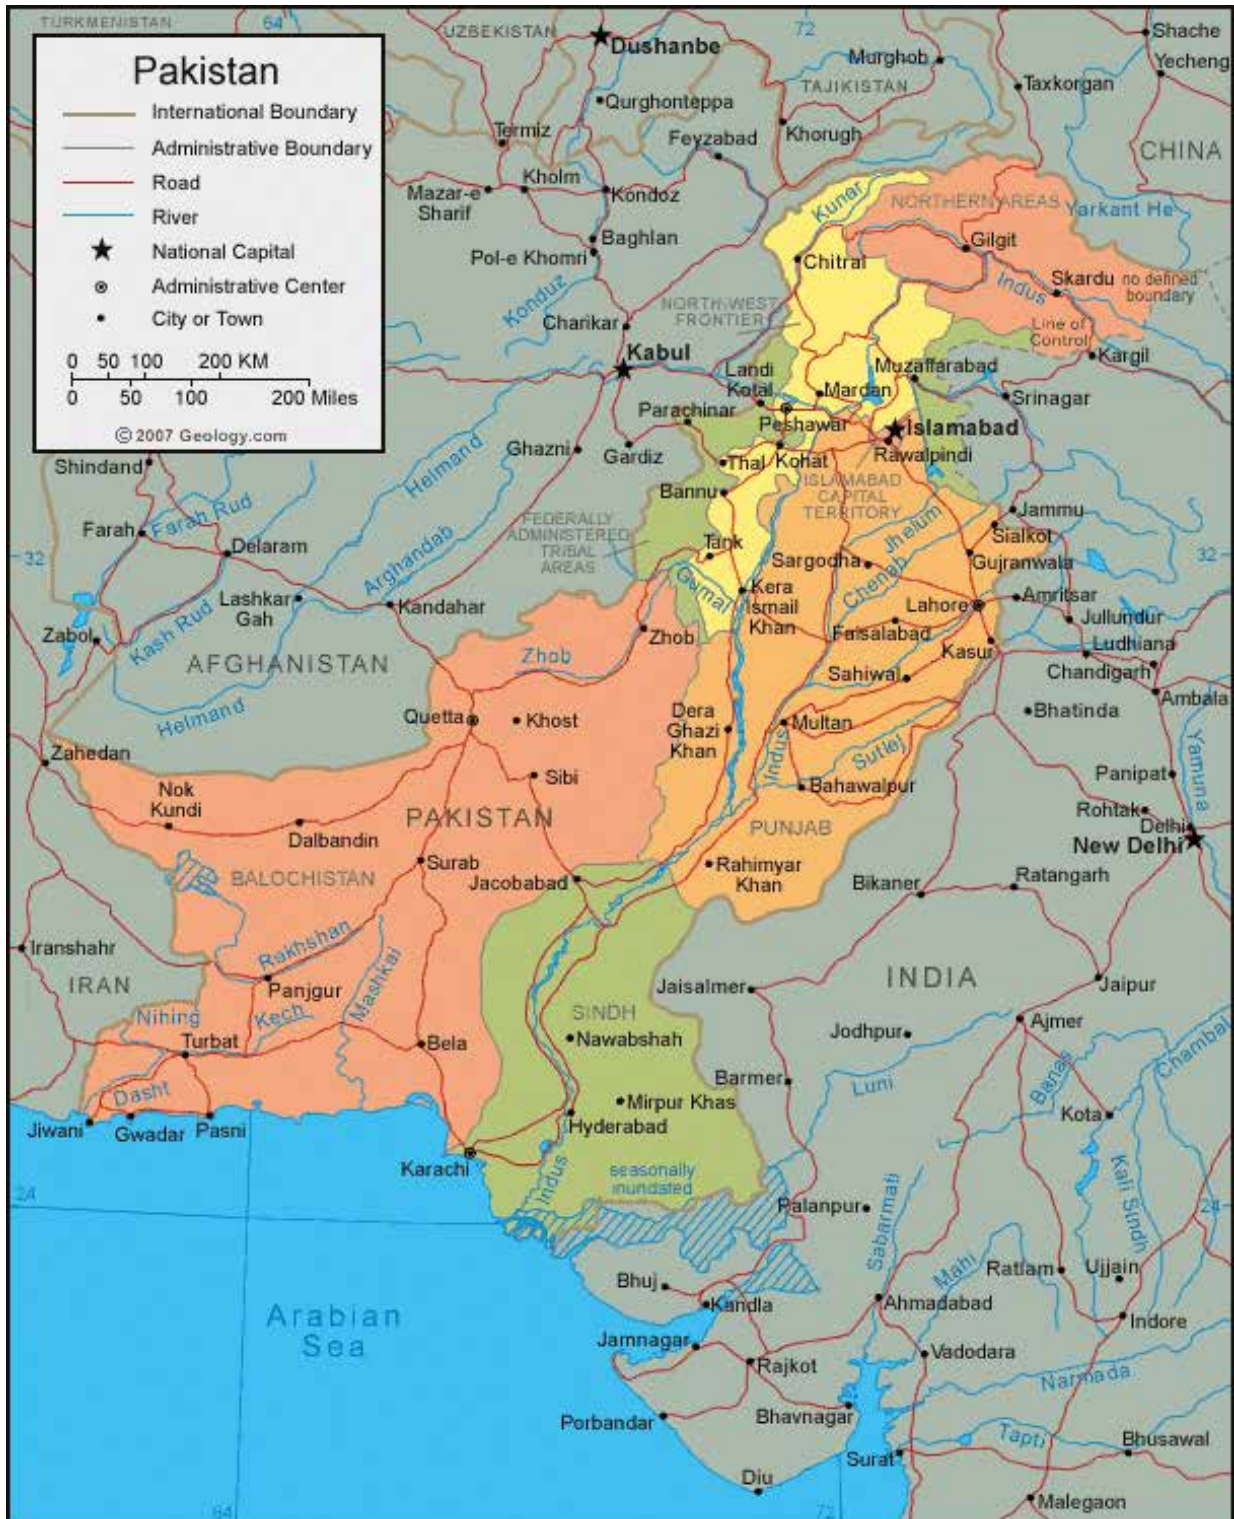 TURKMENISTAN
64
UZBEKISTAN
72
Dushanbe
Shache
Yecheng
Murghob
TAJIKISTAN
Taxkorgan
Pakistan
International Boundary
Administrative Boundary
Road
River
National Capital
Administrative Center
City or Town
0 50 100 200 KM
0 50 100 200 Miles
© 2007 Geology.com
Qurghonteppa
Termiz
Feyzabad
Khorugh
CHINA
Kholm
Mazar-e
Sharif
Kondoz
Kunar
NORTHERN AREAS
Yarkant He
Baghlan
Pol-e Khomri
Gilgit
Chitral
Konduz
Skardu
no defined
boundary
Indus
NORTH-WEST
FRONTIER
Charikar
Line of
Control
Kargil
Kabul
Landi
Kotal
Muzaffarabad
Mardan
Srinagar
Parachinar
Peshawar
Islamabad
Ghazni
Gardiz
Rawalpindi
Shindand
Helmand
Thal
Kohat
ISLAMABAD
CAPITAL
TERRITORY
Bannu
Farah
Farah Rud
FEDERALLY
ADMINISTERED
TRIBAL
AREAS
Jammu
Sialkot
Jhelum
32
Delaram
Arghandab
Tank
Sargodha
Gujranwala
32
Gomal
Chenab
Lashkar
Gah
Kandahar
Kera
Ismail
Khan
Lahore
Amritsar
Kash Rud
Zabol
Zhob
Faisalabad
Jullundur
AFGHANISTAN
Zhob
Kasur
Ludhiana
Chandigarh
Sahiwal
Ambala
Helmand
Quetta
Khost
Dera
Ghazi
Khan
Multan
Bhatinda
Zahedan
Indus
Sutlej
Yamuna
Sibi
Bahawalpur
Panipat
Nok
Kundi
Dalbandin
PAKISTAN
PUNJAB
Rohtak
Delhi
New Delhi
Surab
BALOCHISTAN
Jacobabad
Rahimyar
Khan
Bikaner
Ratangarh
Iranshahr
Rakhshan
IRAN
Panjgur
Mashkai
INDIA
Jaisalmer
Jaipur
Nihing
Kech
SINDH
Turbat
Bela
Nawabshah
Jodhpur
Ajmer
Chambal
Banas
Dasht
Barmer
Luni
Mirpur Khas
Kota
Jiwani
Gwadar
Pasni
Hyderabad
Karachi
Indus
seasonally
inundated
Kali Sindh
24
Palanpur
24
Sabarmati
Mahi
Bhuj
Ratlam
Ujjain
Kandla
Ahmadabad
Arabian
Sea
Indore
Jamnagar
Rajkot
Vadodara
Narmada
Porbandar
Bhavnagar
Tapti
Surat
Bhusawal
Diu
Malegaon
64
72